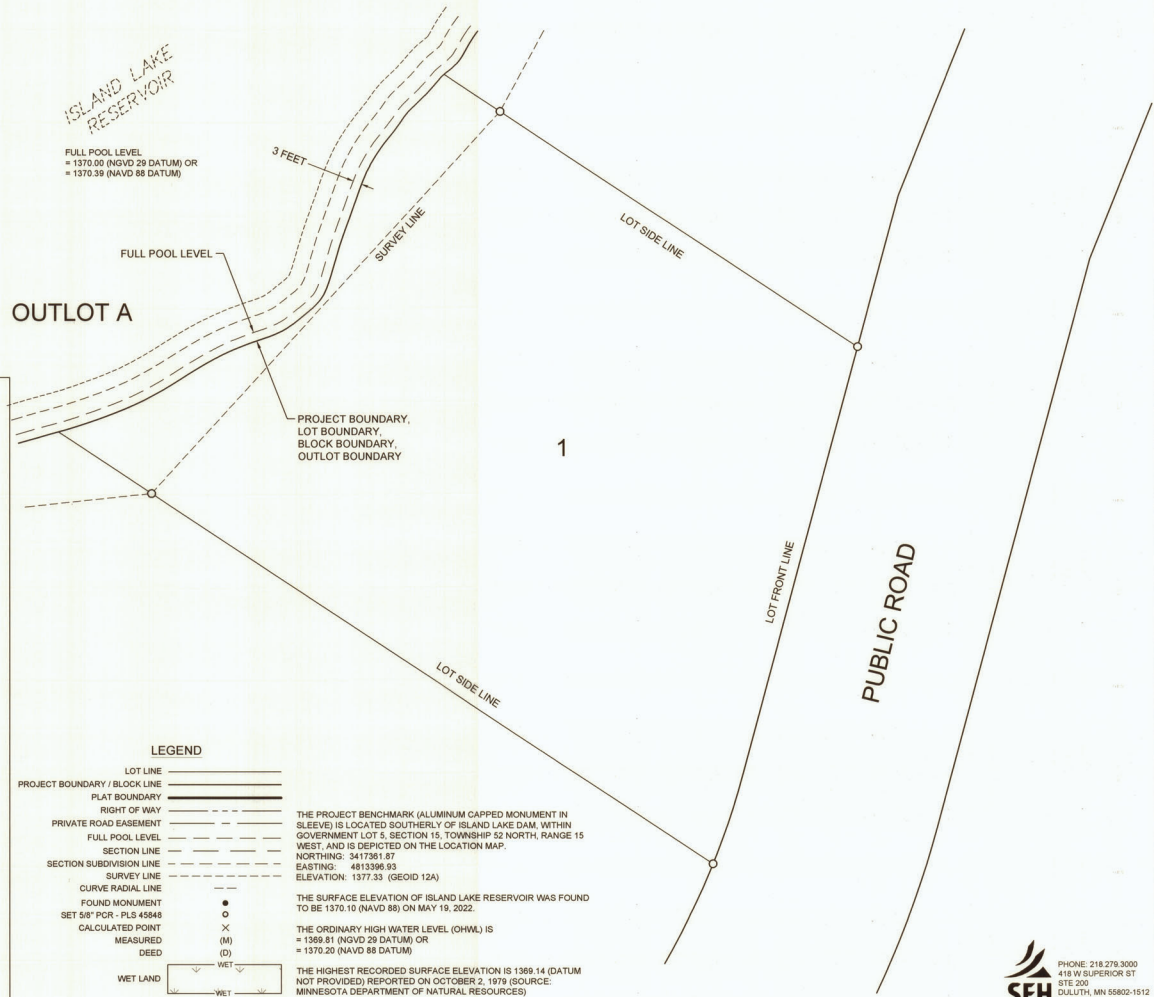 ISLAND LAKE
RESERVOIR
FULL POOL LEVEL
= 1370.00 (NGVD 29 DATUM) OR
= 1370.39 (NAVD 88 DATUM)
3 FEET
SURVEY LINE
LOT SIDE LINE
FULL POOL LEVEL
OUTLOT A
PROJECT BOUNDARY,
LOT BOUNDARY,
BLOCK BOUNDARY,
OUTLOT BOUNDARY
1
LOT FRONT LINE
PUBLIC ROAD
LOT SIDE LINE
LEGEND
LOT LINE
PROJECT BOUNDARY / BLOCK LINE
PLAT BOUNDARY
RIGHT OF WAY
PRIVATE ROAD EASEMENT
FULL POOL LEVEL
SECTION LINE
SECTION SUBDIVISION LINE
SURVEY LINE
CURVE RADIAL LINE
FOUND MONUMENT
SET 5/8" PCR - PLS 45848
CALCULATED POINT
MEASURED (M)
DEED (D)
WET
WET LAND
WET
THE PROJECT BENCHMARK (ALUMINUM CAPPED MONUMENT IN
SLEEVE) IS LOCATED SOUTHERLY OF ISLAND LAKE DAM, WITHIN
GOVERNMENT LOT 5, SECTION 15, TOWNSHIP 52 NORTH, RANGE 15
WEST, AND IS DEPICTED ON THE LOCATION MAP.
NORTHING: 3417361.87
EASTING: 4813396.93
ELEVATION: 1377.33 (GEOID 12A)
THE SURFACE ELEVATION OF ISLAND LAKE RESERVOIR WAS FOUND
TO BE 1370.10 (NAVD 88) ON MAY 19, 2022.
THE ORDINARY HIGH WATER LEVEL (OHWL) IS
= 1369.81 (NGVD 29 DATUM) OR
= 1370.20 (NAVD 88 DATUM)
THE HIGHEST RECORDED SURFACE ELEVATION IS 1369.14 (DATUM
NOT PROVIDED) REPORTED ON OCTOBER 2, 1979 (SOURCE:
MINNESOTA DEPARTMENT OF NATURAL RESOURCES)
SEH
PHONE: 218.279.3000
418 W SUPERIOR ST
STE 200
DULUTH, MN 55802-1512